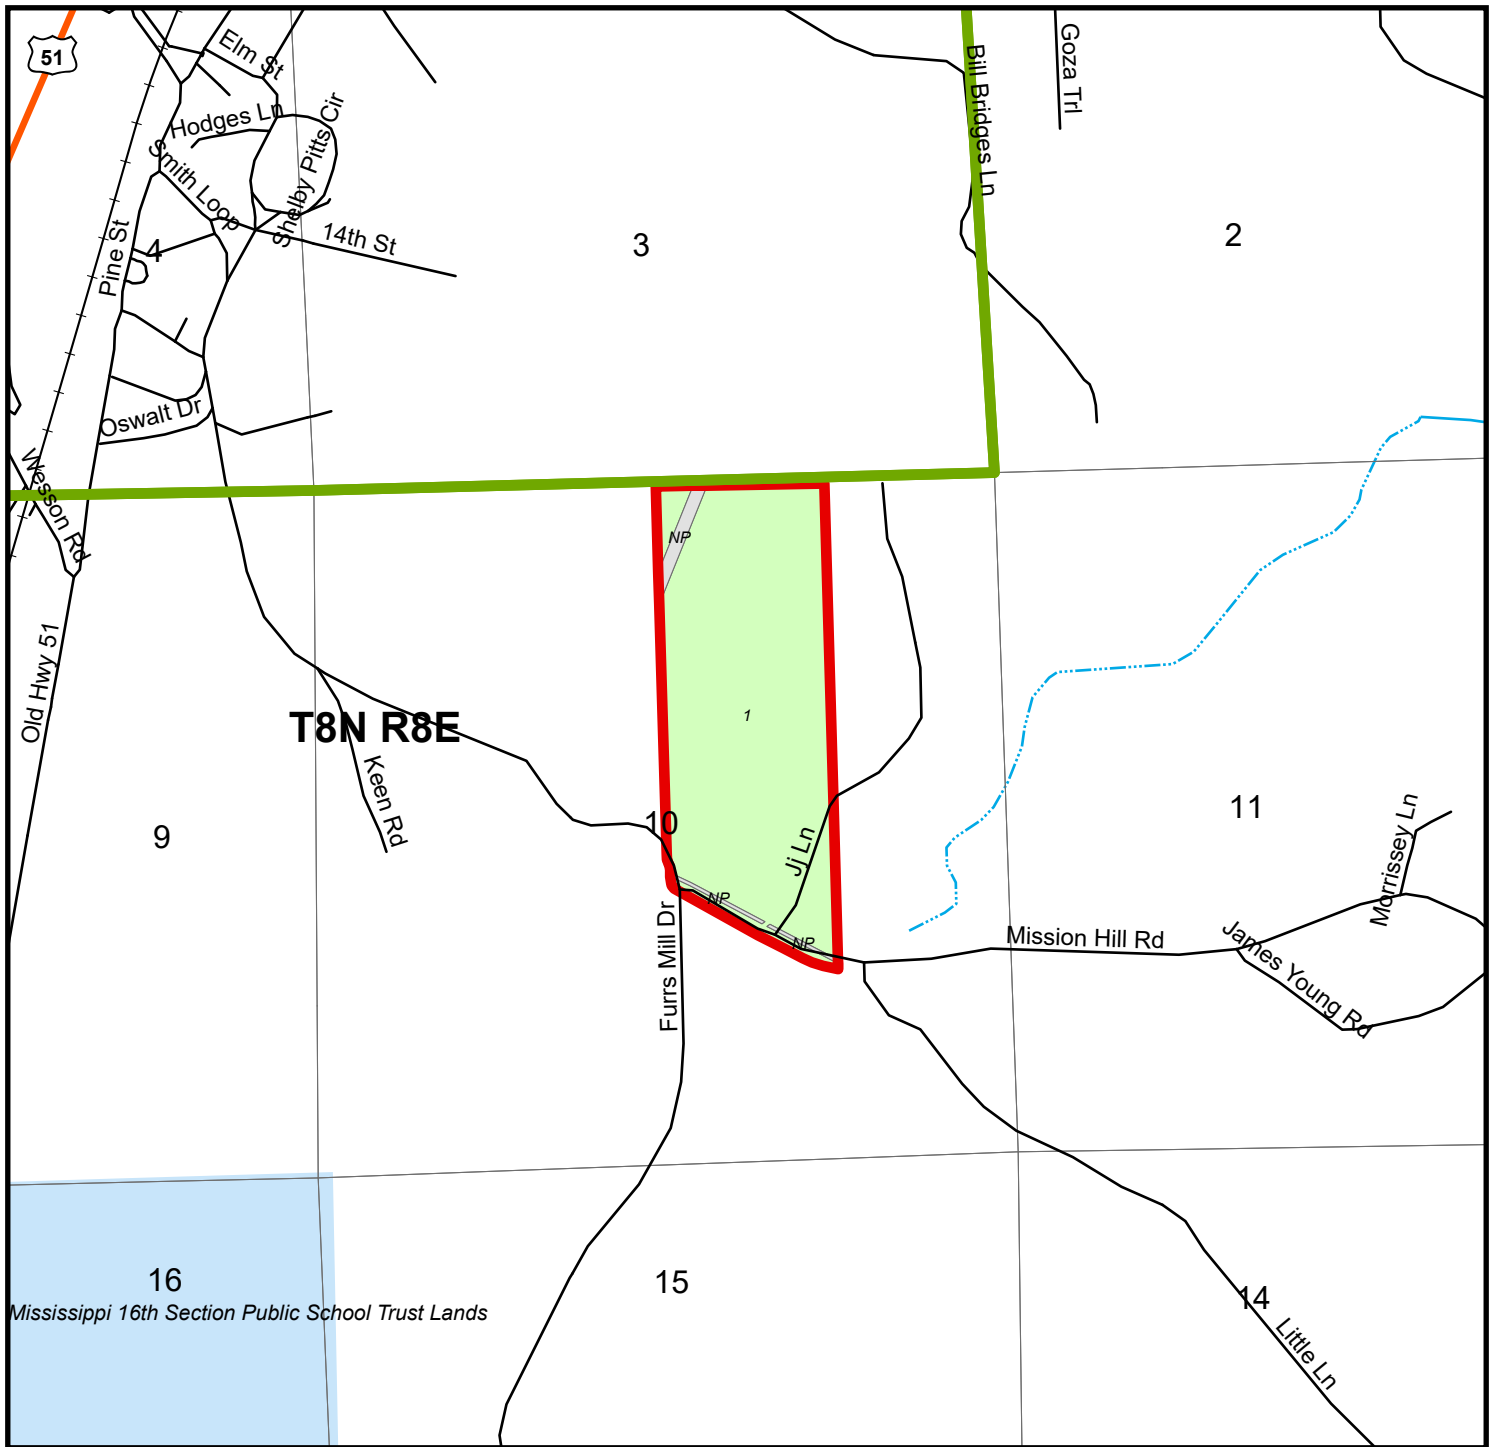 51
Elm St
Hodges Ln
Smith Loop
Shelby Pitts Cir
14th St
Pine St
4
3
Bill Bridges Ln
Goza Trl
2
Oswalt Dr
Wesson Rd
Old Hwy 51
NP
1
T8N R8E
Keen Rd
9
10
Jj Ln
NP
NP
Furrs Mill Dr
11
Morrissey Ln
Mission Hill Rd
James Young Rd
16
Mississippi 16th Section Public School Trust Lands
15
14
Little Ln